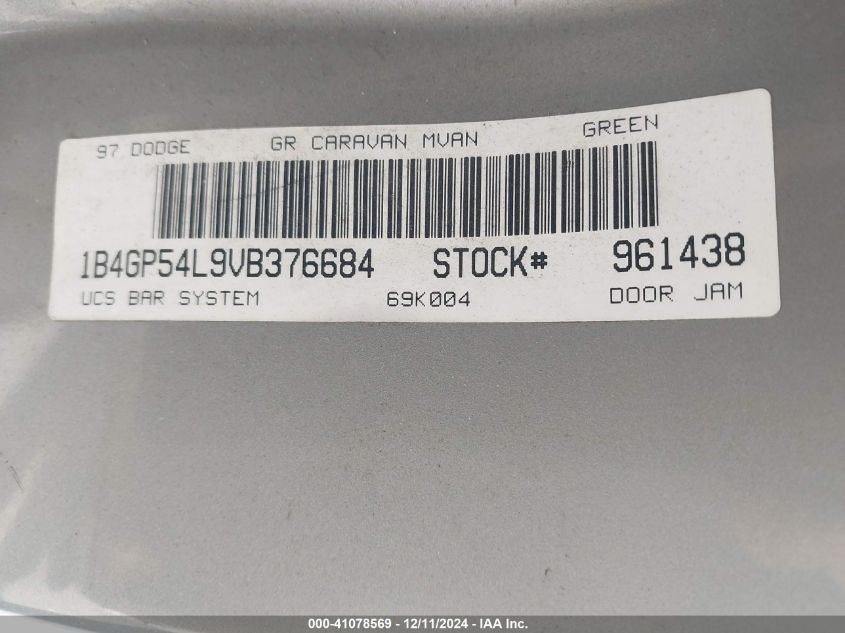 97 DODGE GR CARAVAN MVAN GREEN
1B4GP54L9VB376684 STOCK# 961438
UCS BAR SYSTEM 69K004 DOOR JAM
000-41078569 - 12/11/2024 - IAA Inc.